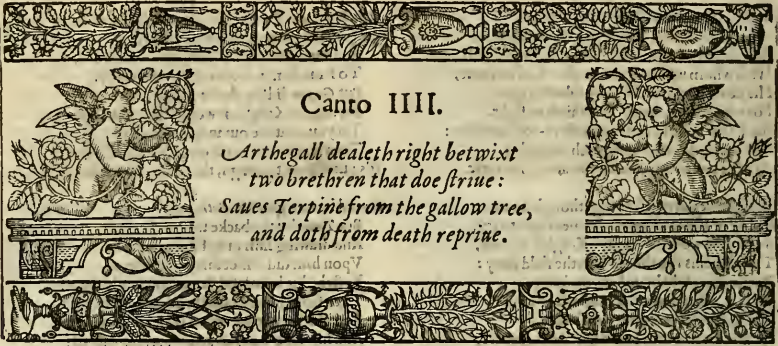 Canto IIII.
Arthegall dealeth right betwixt
two brethren that doe ſtriue:
Saues Terpine from the gallow tree,
and doth from death repriue.